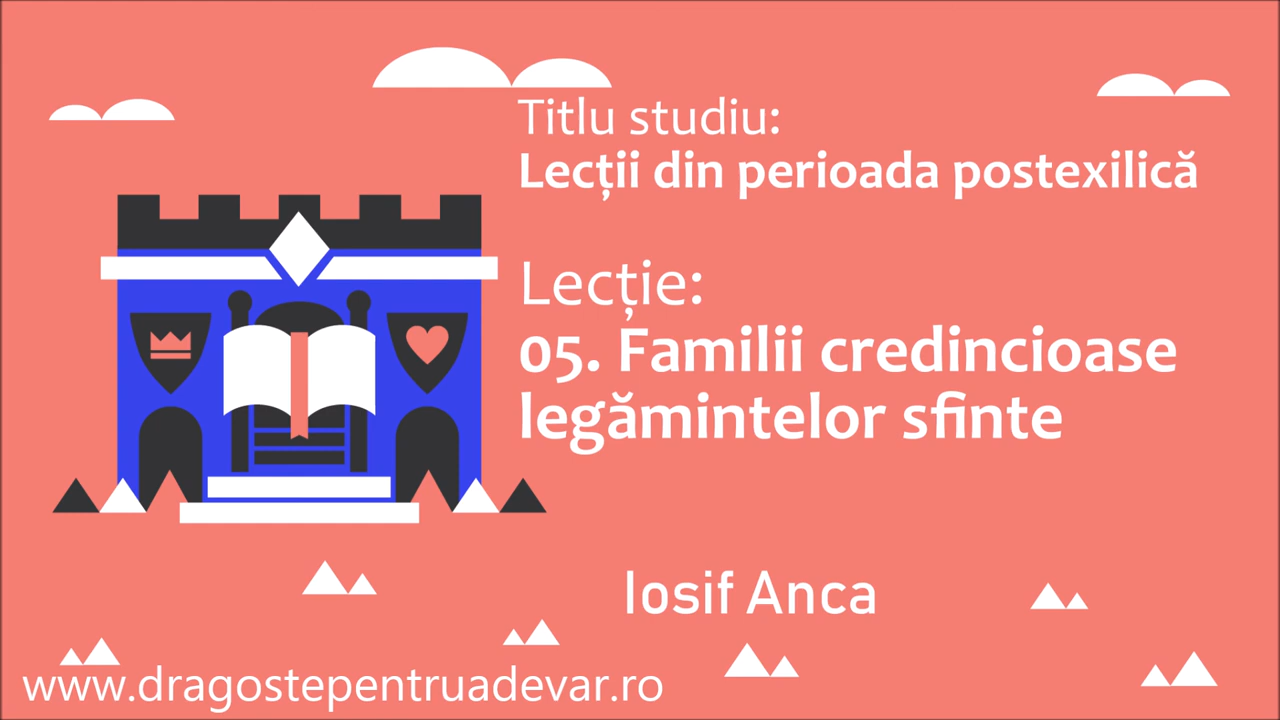 Titlu studiu:
Lecții din perioada postexilică
Lecție:
05. Familii credincioase
legămintelor sfinte
Iosif Anca
www.dragostepentruadevar.ro